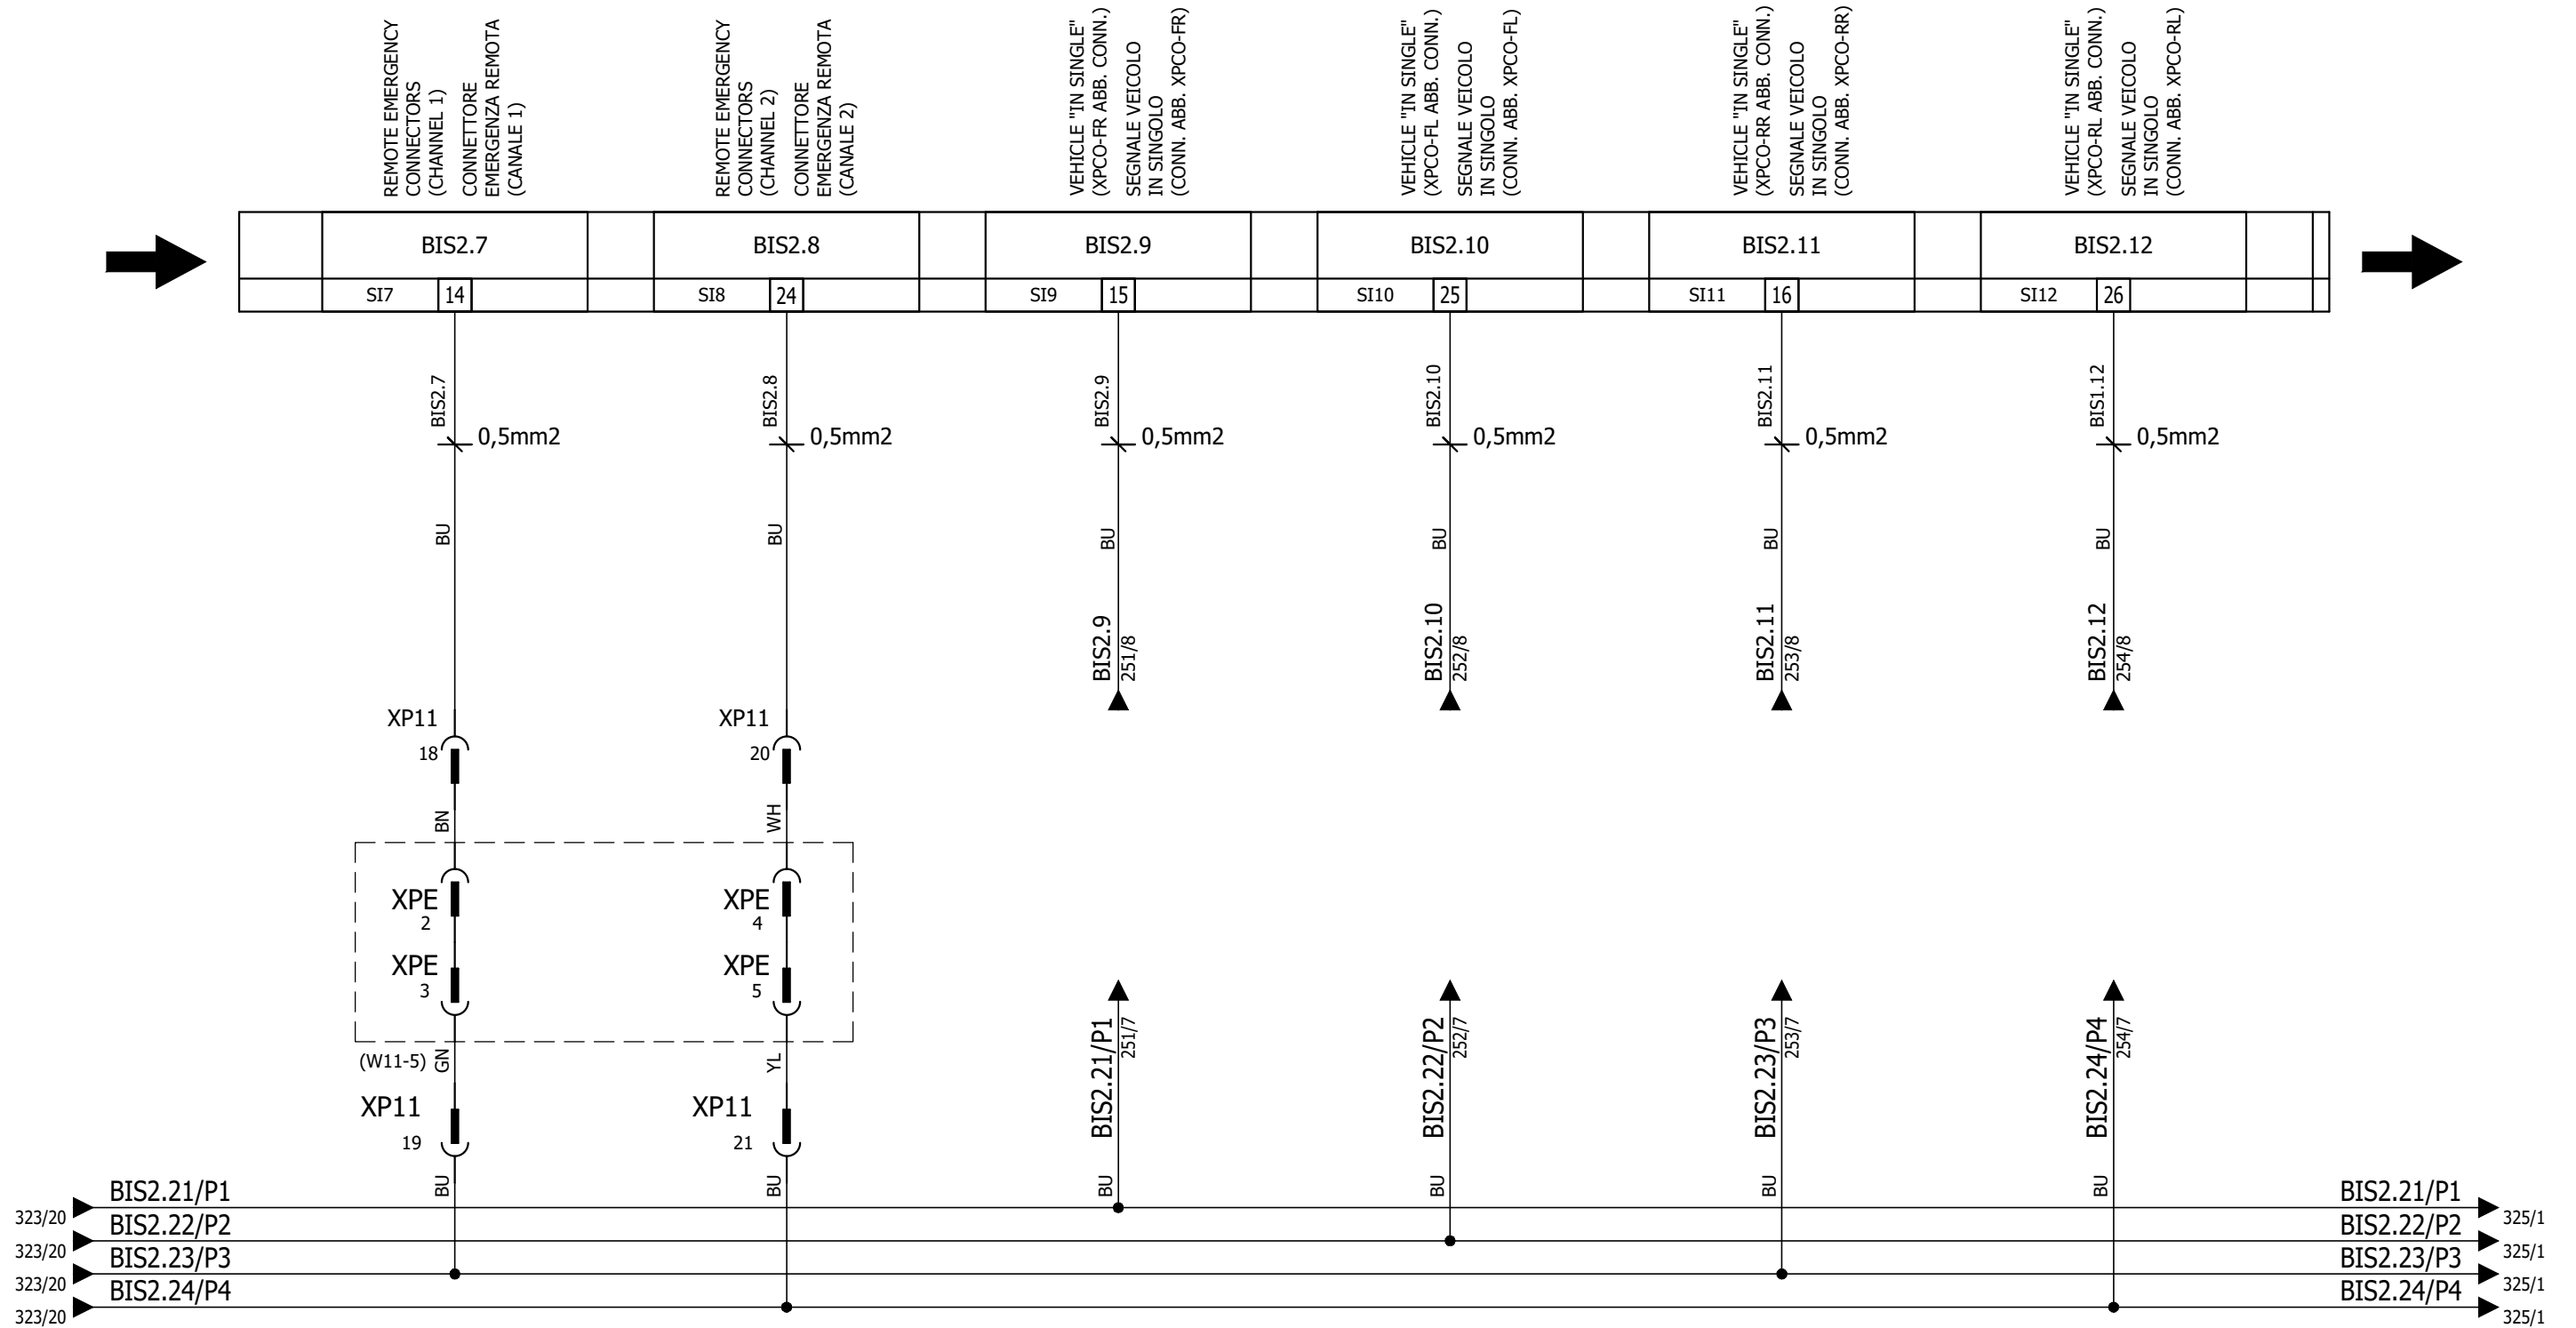 REMOTE EMERGENCY
CONNECTORS
(CHANNEL 1)
CONNETTORE
EMERGENZA REMOTA
(CANALE 1)
REMOTE EMERGENCY
CONNECTORS
(CHANNEL 2)
CONNETTORE
EMERGENZA REMOTA
(CANALE 2)
VEHICLE "IN SINGLE"
(XPCO-FR ABB. CONN.)
SEGNALE VEICOLO
IN SINGOLO
(CONN. ABB. XPCO-FR)
VEHICLE "IN SINGLE"
(XPCO-FL ABB. CONN.)
SEGNALE VEICOLO
IN SINGOLO
(CONN. ABB. XPCO-FL)
VEHICLE "IN SINGLE"
(XPCO-RR ABB. CONN.)
SEGNALE VEICOLO
IN SINGOLO
(CONN. ABB. XPCO-RR)
VEHICLE "IN SINGLE"
(XPCO-RL ABB. CONN.)
SEGNALE VEICOLO
IN SINGOLO
(CONN. ABB. XPCO-RL)
BIS2.7
BIS2.8
BIS2.9
BIS2.10
BIS2.11
BIS2.12
SI7 14
SI8 24
SI9 15
SI10 25
SI11 16
SI12 26
BIS2.7
0,5mm2
BIS2.8
0,5mm2
BIS2.9
0,5mm2
BIS2.10
0,5mm2
BIS2.11
0,5mm2
BIS1.12
0,5mm2
BU
BU
BU
BU
BU
BU
BIS2.9
251/8
BIS2.10
252/8
BIS2.11
253/8
BIS2.12
254/8
XP11
18
XP11
20
BN
WH
XPE
2
XPE
4
XPE
3
XPE
5
(W11-5) GN
YL
BIS2.21/P1
251/7
BIS2.22/P2
252/7
BIS2.23/P3
253/7
BIS2.24/P4
254/7
XP11
19
XP11
21
BU
BU
BU
BU
BU
BU
BIS2.21/P1
323/20
BIS2.22/P2
323/20
BIS2.23/P3
323/20
BIS2.24/P4
323/20
BIS2.21/P1
325/1
BIS2.22/P2
325/1
BIS2.23/P3
325/1
BIS2.24/P4
325/1